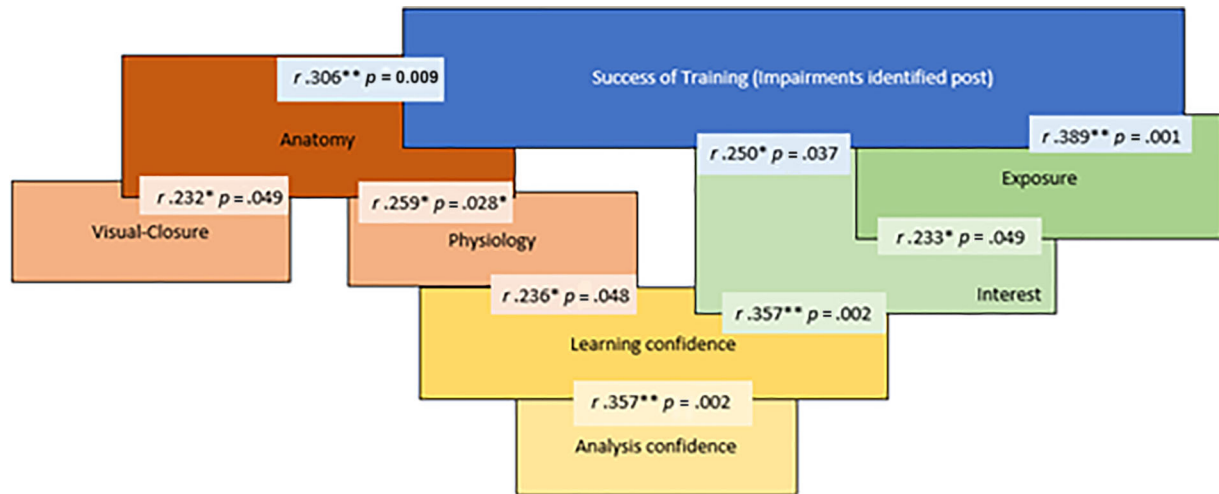 r .306** p = 0.009
Success of Training (Impairments identified post)
Anatomy
r .250* p = .037
r .389** p = .001
Exposure
r .232* p = .049
r .259* p = .028*
Visual-Closure
Physiology
r .233* p = .049
r .236* p = .048
Interest
r .357** p = .002
Learning confidence
r .357** p = .002
Analysis confidence